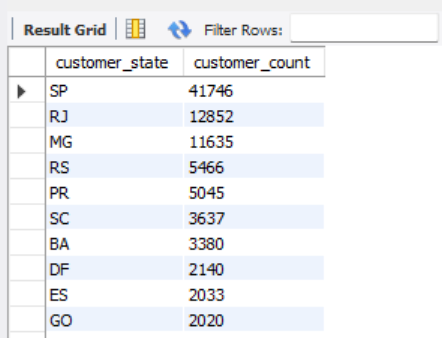 Result Grid Filter Rows:
customer_state customer_count
SP 41746
RJ 12852
MG 11635
RS 5466
PR 5045
SC 3637
BA 3380
DF 2140
ES 2033
GO 2020